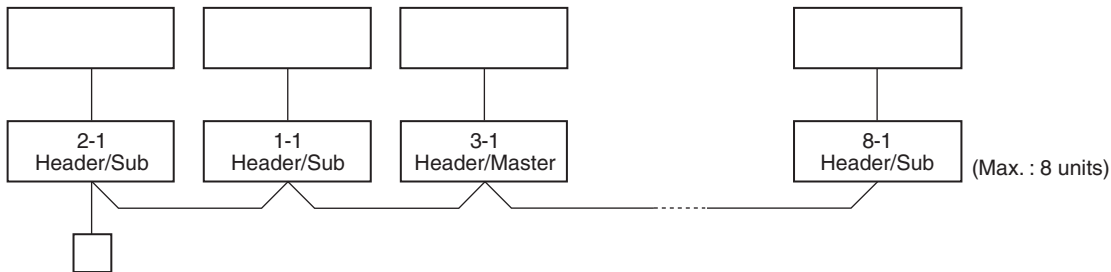 2-1
Header/Sub
1-1
Header/Sub
3-1
Header/Master
8-1
Header/Sub
(Max. : 8 units)